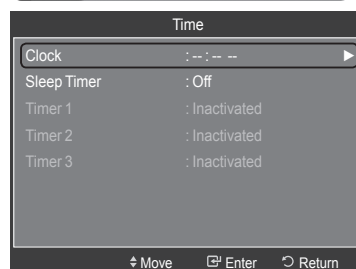 Time
Clock : -- : -- -- ►
Sleep Timer : Off
Timer 1 : Inactivated
Timer 2 : Inactivated
Timer 3 : Inactivated
Move Enter Return